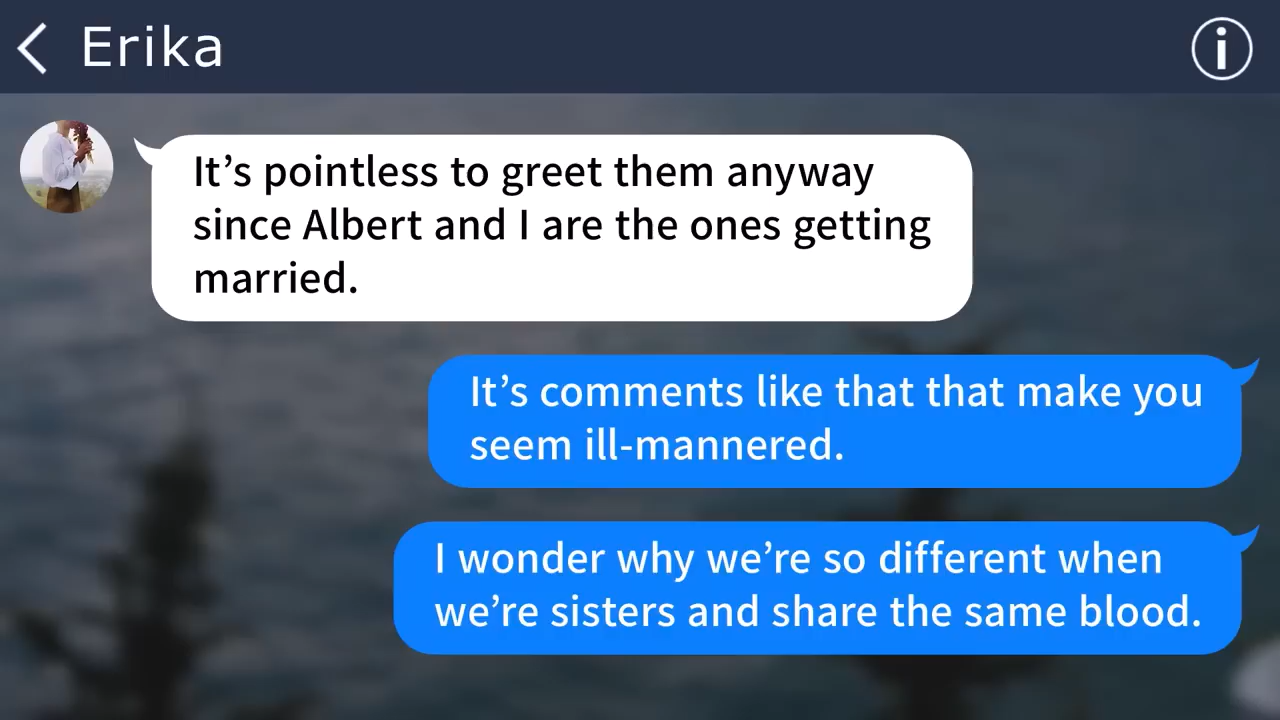 Erika
It’s pointless to greet them anyway
since Albert and I are the ones getting
married.
It’s comments like that that make you
seem ill-mannered.
I wonder why we’re so different when
we’re sisters and share the same blood.